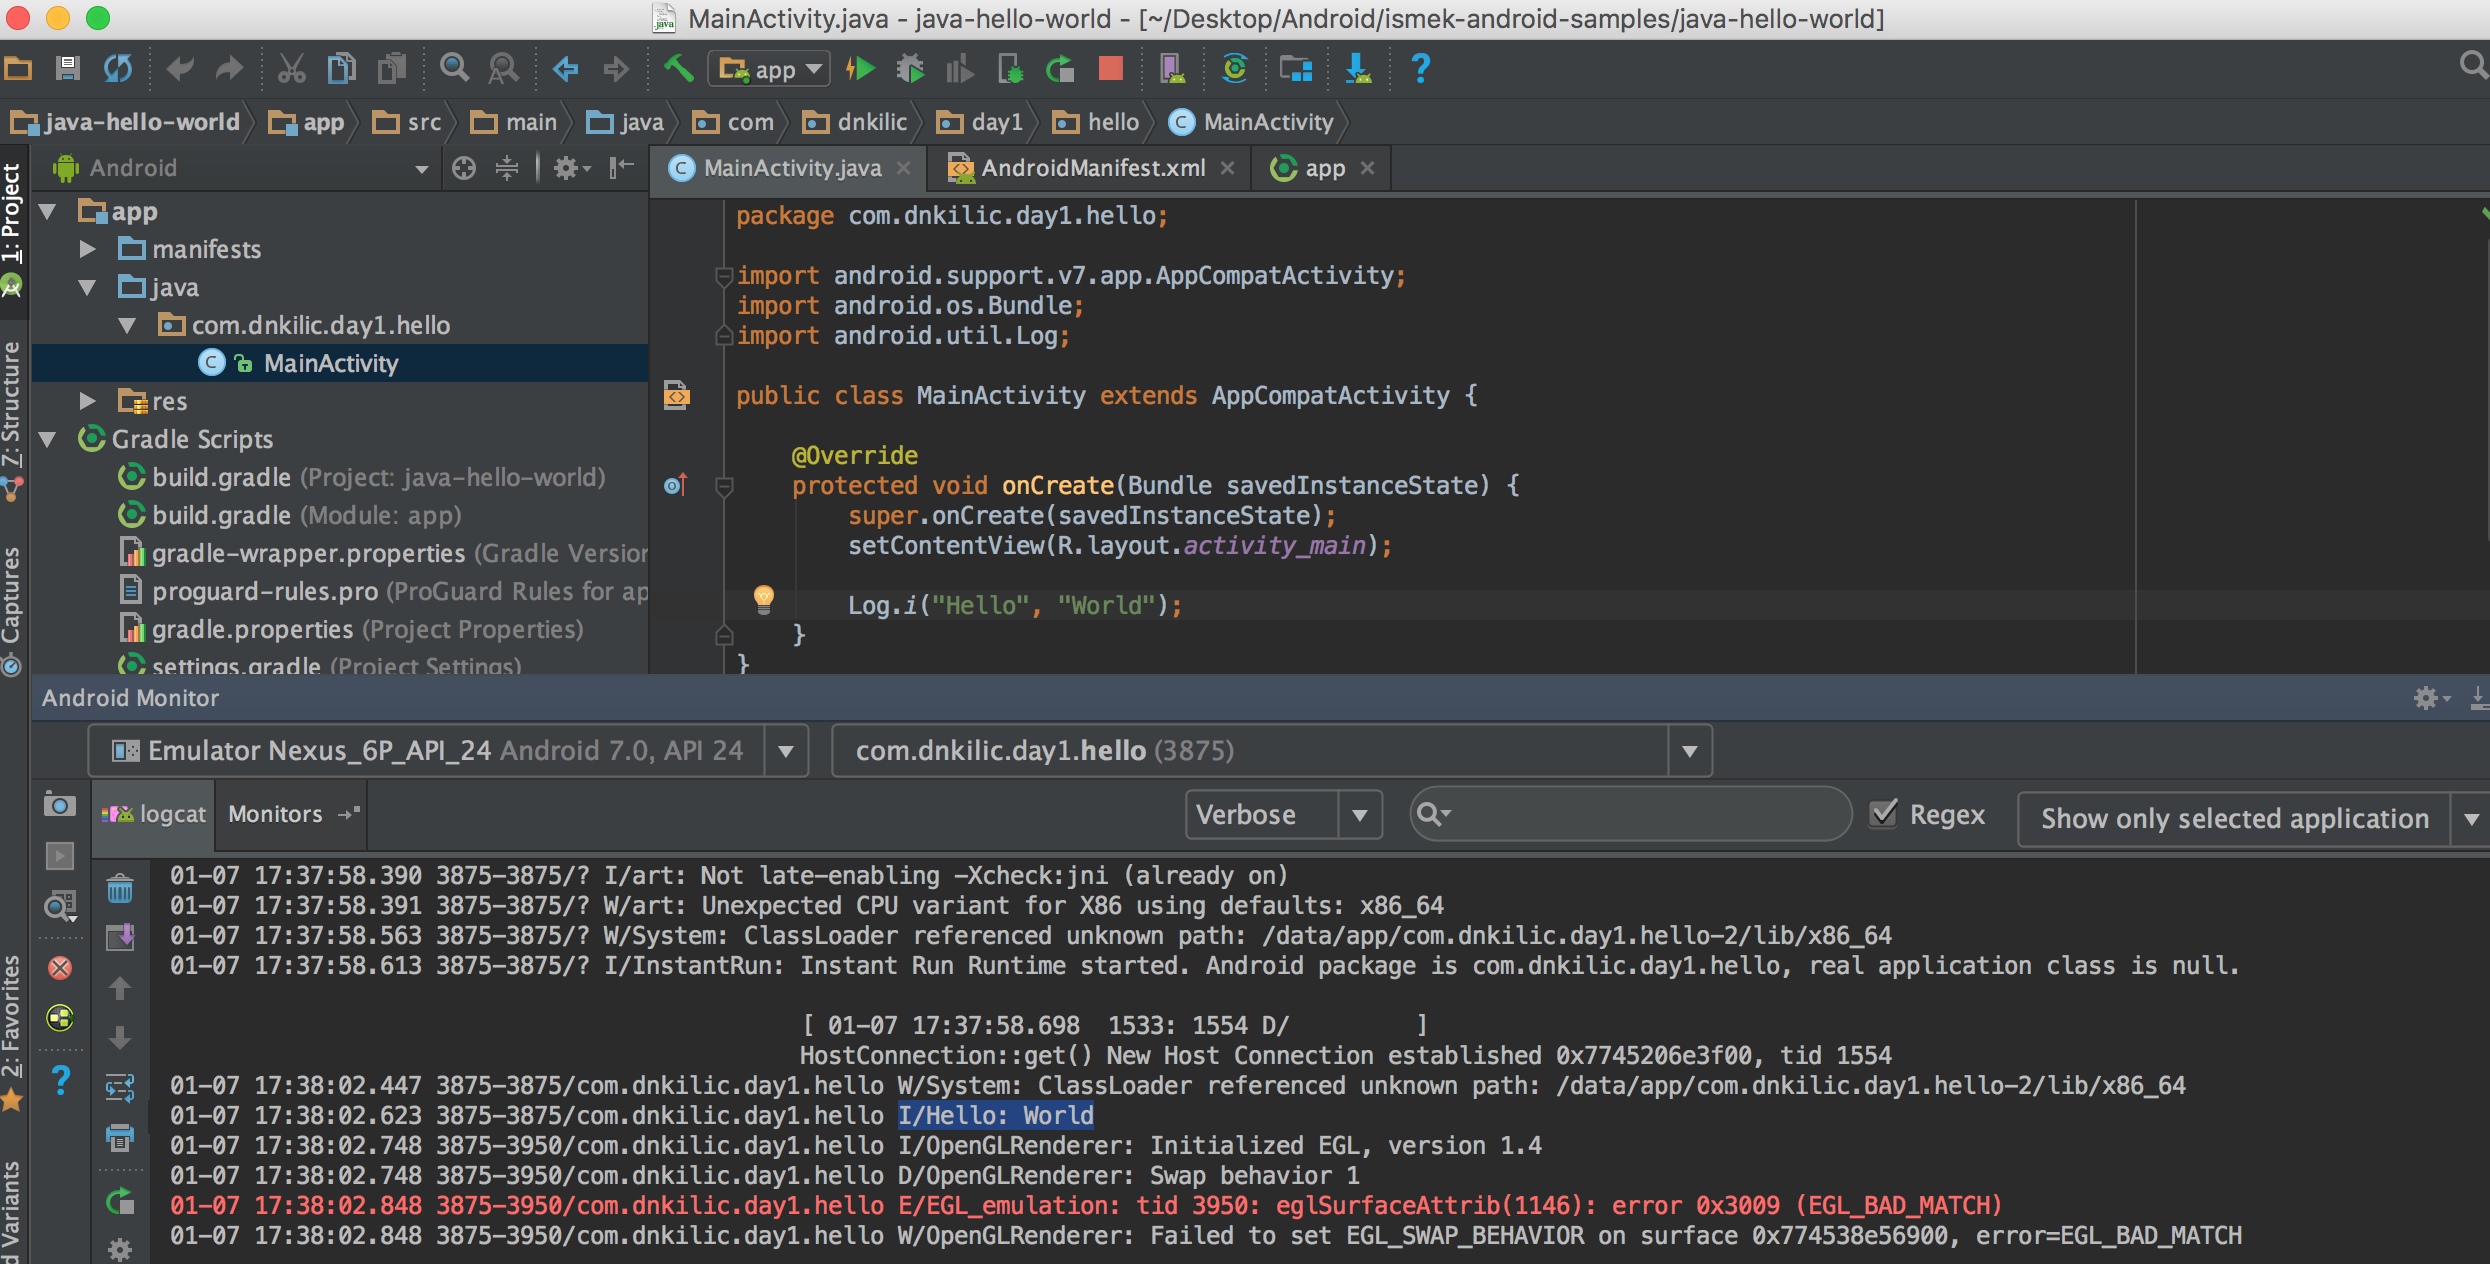 MainActivity.java - java-hello-world - [~/Desktop/Android/ismek-android-samples/java-hello-world]
app
java-hello-world app src main java com dnkilic day1 hello MainActivity
1: Project
7: Structure
Captures
2: Favorites
d Variants
Android
MainActivity.java AndroidManifest.xml app
app
manifests
java
com.dnkilic.day1.hello
MainActivity
res
Gradle Scripts
build.gradle (Project: java-hello-world)
build.gradle (Module: app)
gradle-wrapper.properties (Gradle Version
proguard-rules.pro (ProGuard Rules for ap
gradle.properties (Project Properties)
settings.gradle (Project Settings)
package com.dnkilic.day1.hello;
import android.support.v7.app.AppCompatActivity;
import android.os.Bundle;
import android.util.Log;
public class MainActivity extends AppCompatActivity {
@Override
protected void onCreate(Bundle savedInstanceState) {
super.onCreate(savedInstanceState);
setContentView(R.layout.activity_main);
Log.i("Hello", "World");
}
}
Android Monitor
Emulator Nexus_6P_API_24 Android 7.0, API 24 com.dnkilic.day1.hello (3875)
logcat Monitors Verbose Regex Show only selected application
01-07 17:37:58.390 3875-3875/? I/art: Not late-enabling -Xcheck:jni (already on)
01-07 17:37:58.391 3875-3875/? W/art: Unexpected CPU variant for X86 using defaults: x86_64
01-07 17:37:58.563 3875-3875/? W/System: ClassLoader referenced unknown path: /data/app/com.dnkilic.day1.hello-2/lib/x86_64
01-07 17:37:58.613 3875-3875/? I/InstantRun: Instant Run Runtime started. Android package is com.dnkilic.day1.hello, real application class is null.
[ 01-07 17:37:58.698  1533: 1554 D/         ]
HostConnection::get() New Host Connection established 0x7745206e3f00, tid 1554
01-07 17:38:02.447 3875-3875/com.dnkilic.day1.hello W/System: ClassLoader referenced unknown path: /data/app/com.dnkilic.day1.hello-2/lib/x86_64
01-07 17:38:02.623 3875-3875/com.dnkilic.day1.hello I/Hello: World
01-07 17:38:02.748 3875-3950/com.dnkilic.day1.hello I/OpenGLRenderer: Initialized EGL, version 1.4
01-07 17:38:02.748 3875-3950/com.dnkilic.day1.hello D/OpenGLRenderer: Swap behavior 1
01-07 17:38:02.848 3875-3950/com.dnkilic.day1.hello E/EGL_emulation: tid 3950: eglSurfaceAttrib(1146): error 0x3009 (EGL_BAD_MATCH)
01-07 17:38:02.848 3875-3950/com.dnkilic.day1.hello W/OpenGLRenderer: Failed to set EGL_SWAP_BEHAVIOR on surface 0x774538e56900, error=EGL_BAD_MATCH